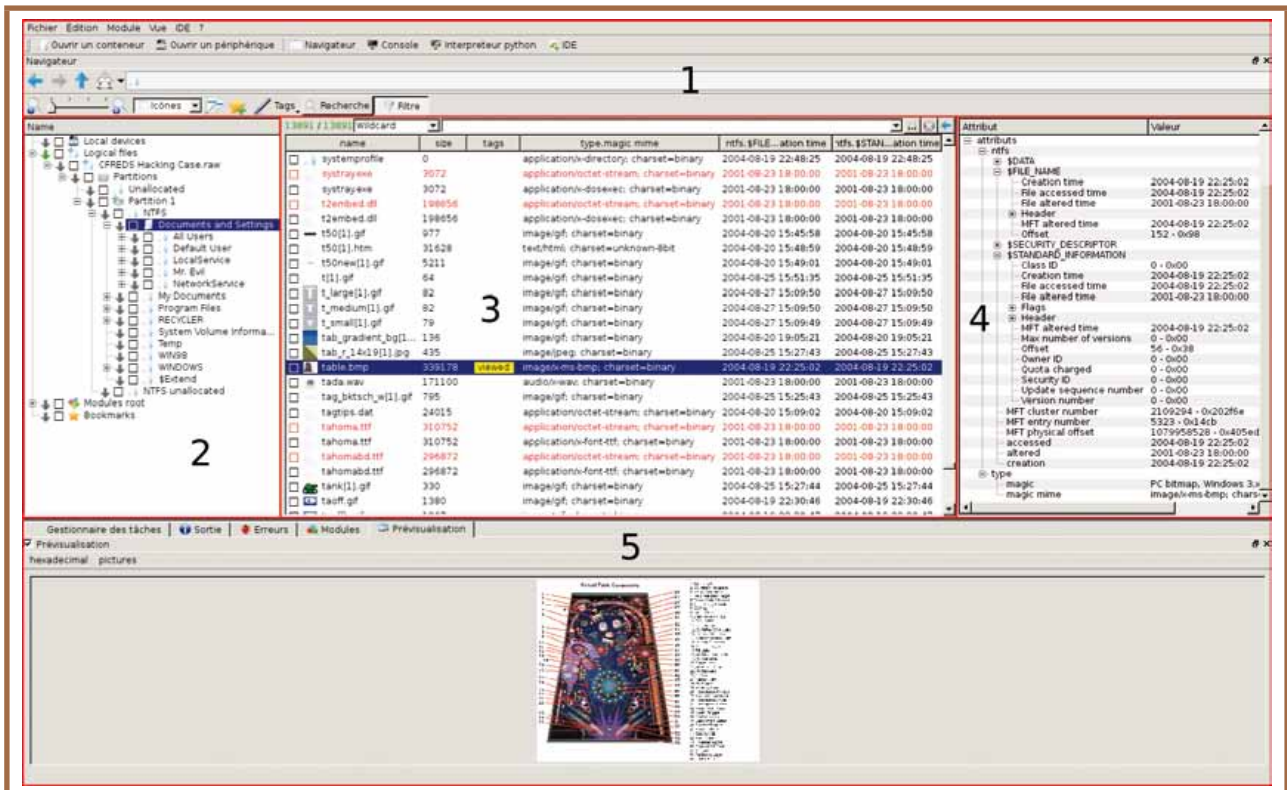 Fichier Edition Module Vue IDE ?
Ouvrir un conteneur Ouvrir un périphérique Navigateur Console Interpreteur python IDE
Navigateur
1
Icônes Tags Recherche Filtre
Name
Local devices
Logical files
CFREDS Hacking Case.raw
Partitions
Unallocated
Partition 1
NTFS
Documents and Settings
All Users
Default User
LocalService
Mr. Evil
NetworkService
My Documents
Program Files
RECYCLER
System Volume Informa...
Temp
WIN98
WINDOWS
$Extend
NTFS unallocated
Modules root
Bookmarks
2
13891 / 13891 Wildcard ...
name size tags type.magic mime ntfs.$FILE...ation time ntfs.$STAN...ation time
systemprofile 0 application/x-directory; charset=binary 2004-08-19 22:48:25 2004-08-19 22:48:25
systray.exe 3072 application/octet-stream; charset=binary 2001-08-23 18:00:00 2001-08-23 18:00:00
systray.exe 3072 application/x-dosexec; charset=binary 2001-08-23 18:00:00 2001-08-23 18:00:00
t2embed.dll 198656 application/octet-stream; charset=binary 2001-08-23 18:00:00 2001-08-23 18:00:00
t2embed.dll 198656 application/x-dosexec; charset=binary 2001-08-23 18:00:00 2001-08-23 18:00:00
t50[1].gif 977 image/gif; charset=binary 2004-08-20 15:45:58 2004-08-20 15:45:58
t50[1].htm 31628 text/html; charset=unknown-8bit 2004-08-20 15:48:59 2004-08-20 15:48:59
t50new[1].gif 5211 image/gif; charset=binary 2004-08-20 15:49:01 2004-08-20 15:49:01
t[1].gif 64 image/gif; charset=binary 2004-08-25 15:51:35 2004-08-25 15:51:35
t_large[1].gif 82 image/gif; charset=binary 2004-08-27 15:09:50 2004-08-27 15:09:50
t_medium[1].gif 82 image/gif; charset=binary 2004-08-27 15:09:50 2004-08-27 15:09:50
t_small[1].gif 79 image/gif; charset=binary 2004-08-27 15:09:49 2004-08-27 15:09:49
tab_gradient_bg[1... 136 image/gif; charset=binary 2004-08-20 19:05:21 2004-08-20 19:05:21
tab_r_14x19[1].jpg 435 image/jpeg; charset=binary 2004-08-25 15:27:43 2004-08-25 15:27:43
table.bmp 339178 viewed image/x-ms-bmp; charset=binary 2004-08-19 22:25:02 2004-08-19 22:25:02
tada.wav 171100 audio/x-wav; charset=binary 2001-08-23 18:00:00 2001-08-23 18:00:00
tag_bktsch_w[1].gif 795 image/gif; charset=binary 2004-08-25 15:25:43 2004-08-25 15:25:43
tagtips.dat 24015 application/octet-stream; charset=binary 2004-08-20 15:09:02 2004-08-20 15:09:02
tahoma.ttf 310752 application/octet-stream; charset=binary 2001-08-23 18:00:00 2001-08-23 18:00:00
tahoma.ttf 310752 application/x-font-ttf; charset=binary 2001-08-23 18:00:00 2001-08-23 18:00:00
tahomabd.ttf 296872 application/octet-stream; charset=binary 2001-08-23 18:00:00 2001-08-23 18:00:00
tahomabd.ttf 296872 application/x-font-ttf; charset=binary 2001-08-23 18:00:00 2001-08-23 18:00:00
tank[1].gif 330 image/gif; charset=binary 2004-08-25 15:27:44 2004-08-25 15:27:44
taoff.gif 1380 image/gif; charset=binary 2004-08-19 22:30:46 2004-08-19 22:30:46
3
Attribut Valeur
attributs
ntfs
$DATA
$FILE_NAME
Creation time 2004-08-19 22:25:02
File accessed time 2004-08-19 22:25:02
File altered time 2001-08-23 18:00:00
Header
MFT altered time 2004-08-19 22:25:02
Offset 152 - 0x98
$SECURITY_DESCRIPTOR
$STANDARD_INFORMATION
Class ID 0 - 0x00
Creation time 2004-08-19 22:25:02
File accessed time 2004-08-19 22:25:02
File altered time 2001-08-23 18:00:00
Flags
Header
MFT altered time 2004-08-19 22:25:02
Max number of versions 0 - 0x00
Offset 56 - 0x38
Owner ID 0 - 0x00
Quota charged 0 - 0x00
Security ID 0 - 0x00
Update sequence number 0 - 0x00
Version number 0 - 0x00
MFT cluster number 2109294 - 0x202f6e
MFT entry number 5323 - 0x14cb
MFT physical offset 1079958528 - 0x405ed
accessed 2004-08-19 22:25:02
altered 2001-08-23 18:00:00
creation 2004-08-19 22:25:02
type
magic PC bitmap, Windows 3.x
magic mime image/x-ms-bmp; chars
4
Gestionnaire des tâches Sortie Erreurs Modules Prévisualisation
5
Prévisualisation
hexadecimal pictures